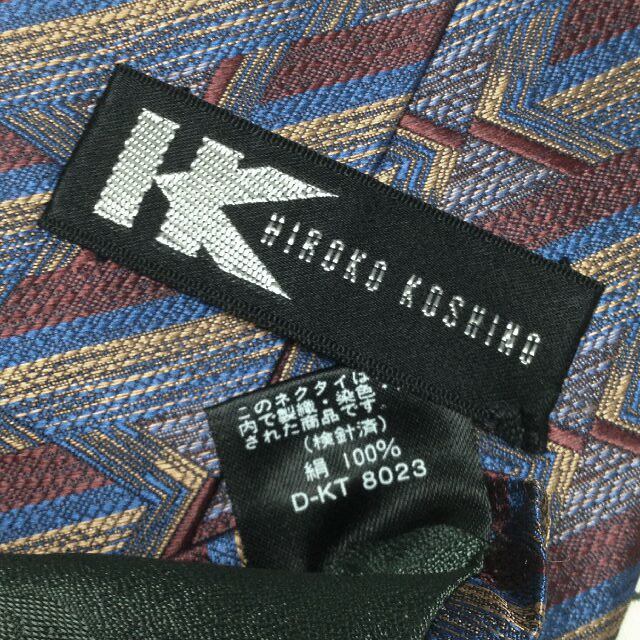 HK
HIROKO KOSHINO
このネクタイは
内で製織・染色
された商品です
(検針済)
絹 100%
D-KT 8023